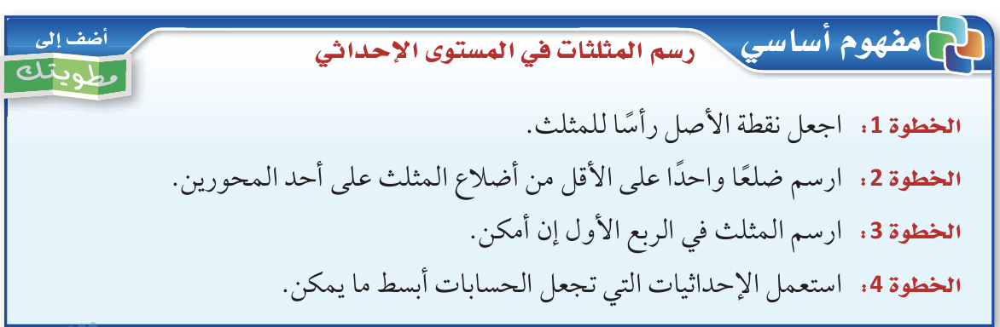 مفهوم أساسي
رسم المثلثات في المستوى الإحداثي
أضف إلى
مطويتك
الخطوة 1: اجعل نقطة الأصل رأسًا للمثلث.
الخطوة 2: ارسم ضلعًا واحدًا على الأقل من أضلاع المثلث على أحد المحورين.
الخطوة 3: ارسم المثلث في الربع الأول إن أمكن.
الخطوة 4: استعمل الإحداثيات التي تجعل الحسابات أبسط ما يمكن.